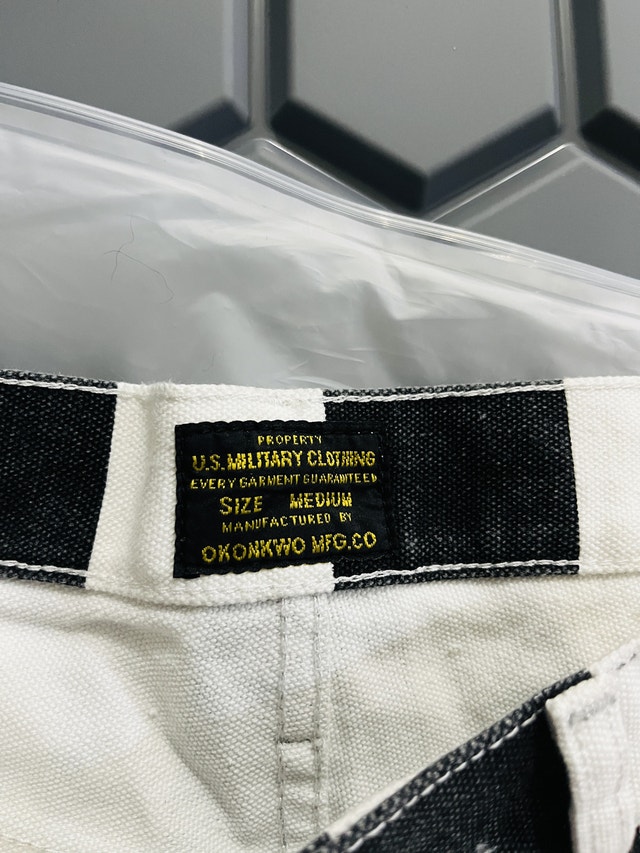 PROPERTY
U.S.MILITARY CLOTHING
EVERY GARMENT GUARANTEED
SIZE MEDIUM
MANUFACTURED BY
OKONKWO MFG.CO